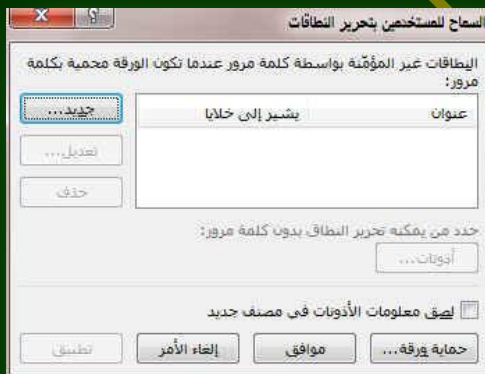 السماح للمستخدمين بتحرير النطاقات
النطاقات غير المؤمّنة بواسطة كلمة مرور عندما تكون الورقة محمية بكلمة
مرور:
عنوان يشير إلى خلايا
جديد...
تعديل...
حذف
حدد من يمكنه تحرير النطاق بدون كلمة مرور:
أذونات...
لصق معلومات الأذونات في مصنف جديد
حماية ورقة... موافق إلغاء الأمر تطبيق